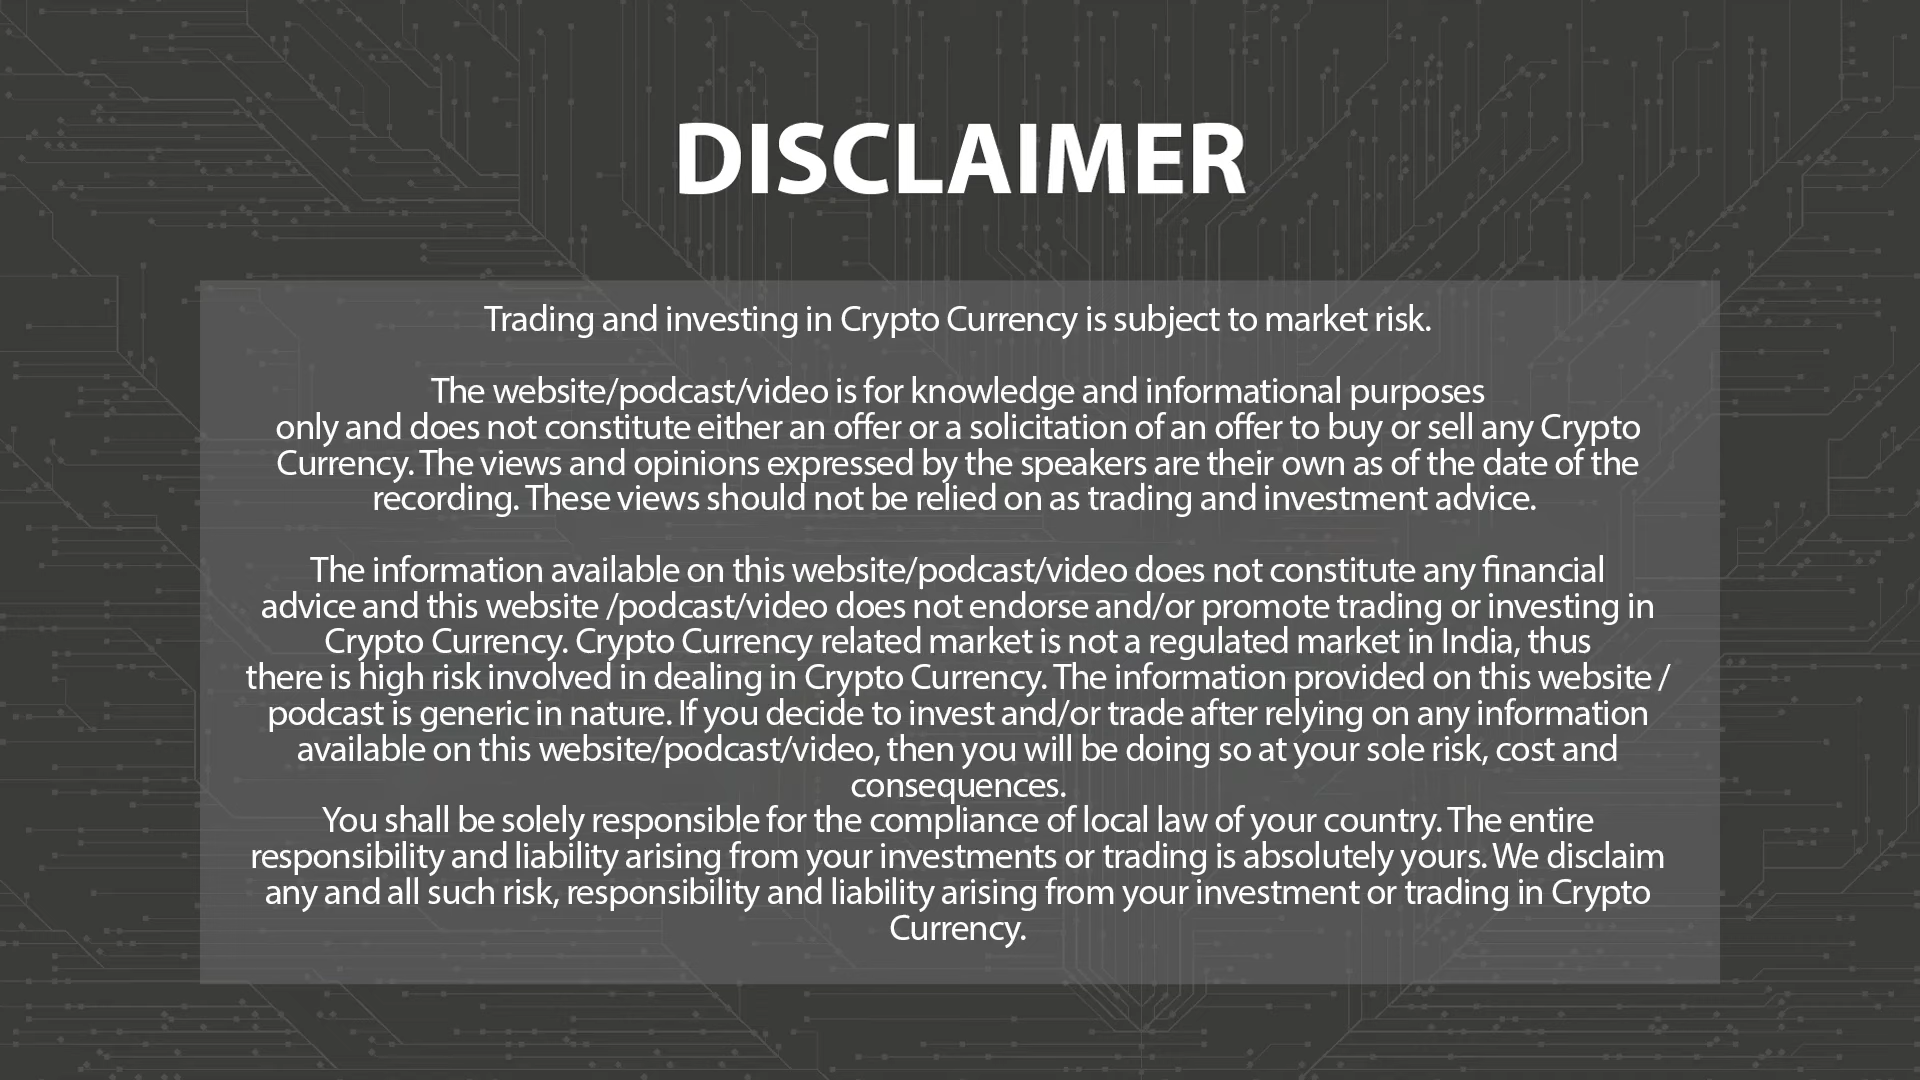 DISCLAIMER
Trading and investing in Crypto Currency is subject to market risk.
The website/podcast/video is for knowledge and informational purposes
only and does not constitute either an offer or a solicitation of an offer to buy or sell any Crypto
Currency. The views and opinions expressed by the speakers are their own as of the date of the
recording. These views should not be relied on as trading and investment advice.
The information available on this website/podcast/video does not constitute any financial
advice and this website /podcast/video does not endorse and/or promote trading or investing in
Crypto Currency. Crypto Currency related market is not a regulated market in India, thus
there is high risk involved in dealing in Crypto Currency. The information provided on this website /
podcast is generic in nature. If you decide to invest and/or trade after relying on any information
available on this website/podcast/video, then you will be doing so at your sole risk, cost and
consequences.
You shall be solely responsible for the compliance of local law of your country. The entire
responsibility and liability arising from your investments or trading is absolutely yours. We disclaim
any and all such risk, responsibility and liability arising from your investment or trading in Crypto
Currency.